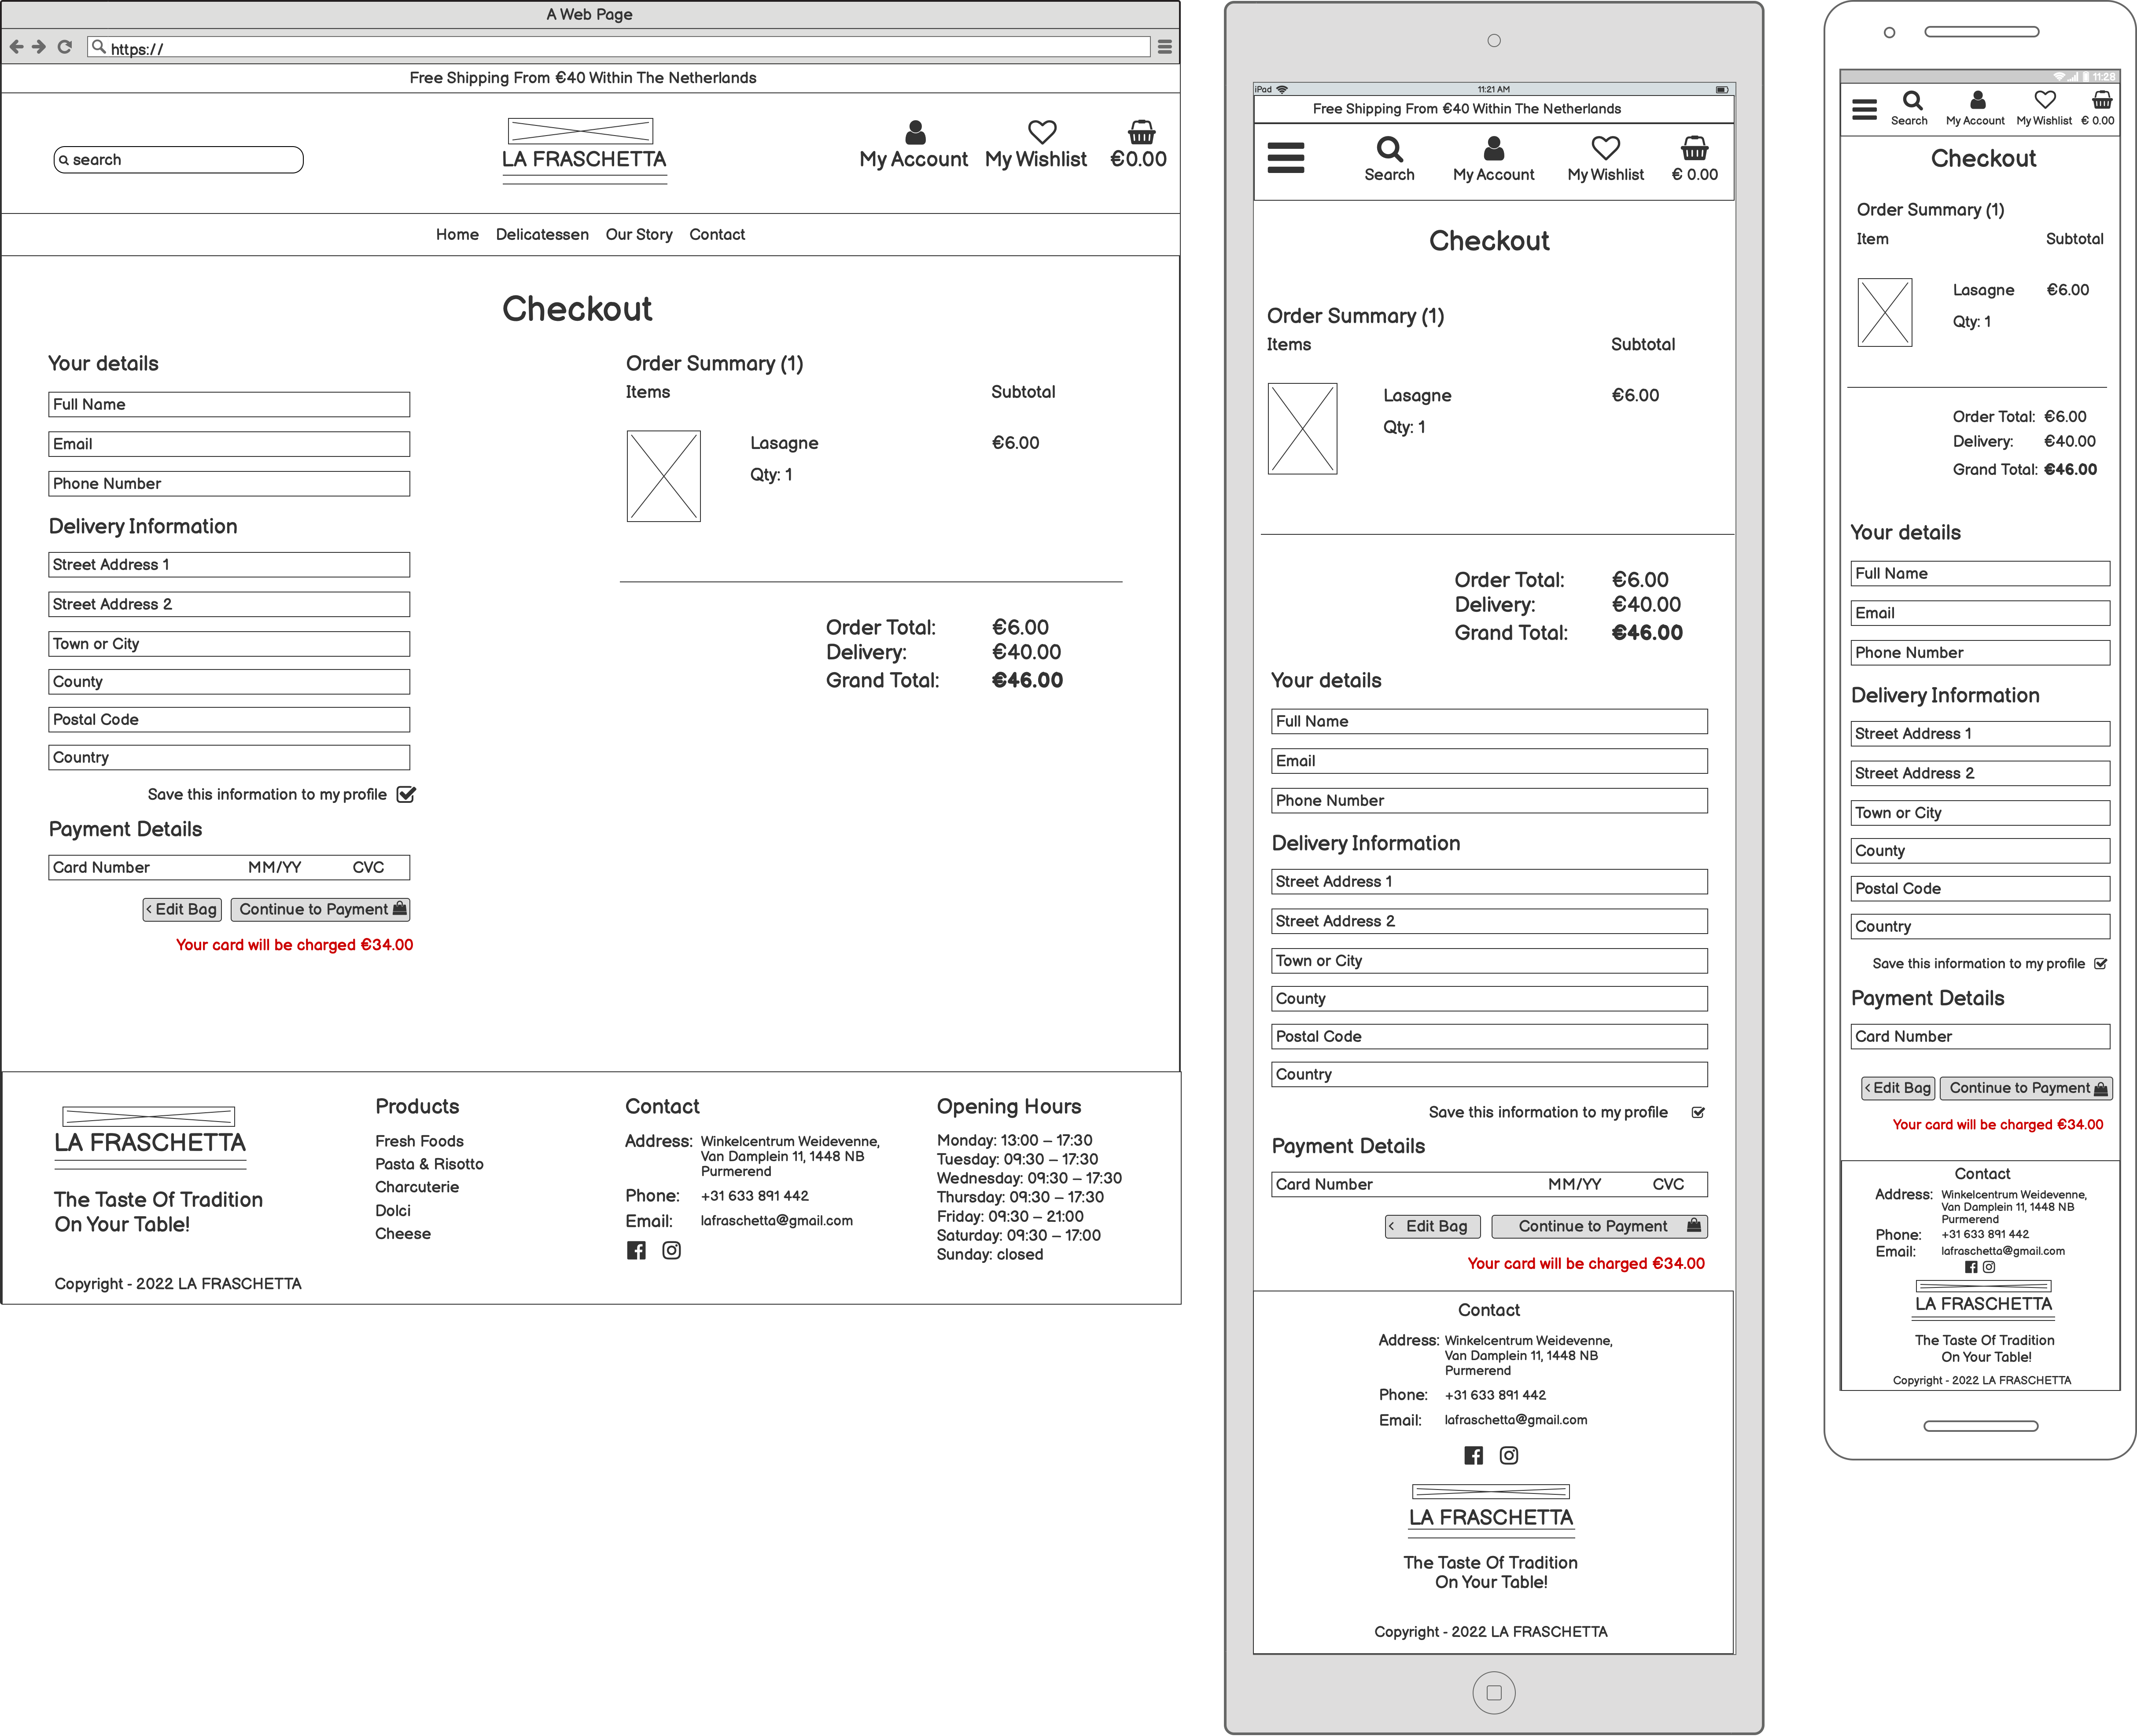 A Web Page
https://
Free Shipping From €40 Within The Netherlands
search
LA FRASCHETTA
My Account My Wishlist €0.00
Home Delicatessen Our Story Contact
Checkout
Your details
Full Name
Email
Phone Number
Delivery Information
Street Address 1
Street Address 2
Town or City
County
Postal Code
Country
Save this information to my profile
Payment Details
Card Number MM/YY CVC
< Edit Bag Continue to Payment
Your card will be charged €34.00
Order Summary (1)
Items Subtotal
Lasagne €6.00
Qty: 1
Order Total: €6.00
Delivery: €40.00
Grand Total: €46.00
LA FRASCHETTA
The Taste Of Tradition
On Your Table!
Copyright - 2022 LA FRASCHETTA
Products
Fresh Foods
Pasta & Risotto
Charcuterie
Dolci
Cheese
Contact
Address: Winkelcentrum Weidevenne,
Van Damplein 11, 1448 NB
Purmerend
Phone: +31 633 891 442
Email: lafraschetta@gmail.com
Opening Hours
Monday: 13:00 – 17:30
Tuesday: 09:30 – 17:30
Wednesday: 09:30 – 17:30
Thursday: 09:30 – 17:30
Friday: 09:30 – 21:00
Saturday: 09:30 – 17:00
Sunday: closed
iPad 11:21 AM
Free Shipping From €40 Within The Netherlands
Search My Account My Wishlist € 0.00
Checkout
Order Summary (1)
Items Subtotal
Lasagne €6.00
Qty: 1
Order Total: €6.00
Delivery: €40.00
Grand Total: €46.00
Your details
Full Name
Email
Phone Number
Delivery Information
Street Address 1
Street Address 2
Town or City
County
Postal Code
Country
Save this information to my profile
Payment Details
Card Number MM/YY CVC
< Edit Bag Continue to Payment
Your card will be charged €34.00
Contact
Address: Winkelcentrum Weidevenne,
Van Damplein 11, 1448 NB
Purmerend
Phone: +31 633 891 442
Email: lafraschetta@gmail.com
LA FRASCHETTA
The Taste Of Tradition
On Your Table!
Copyright - 2022 LA FRASCHETTA
11:28
Search My Account My Wishlist € 0.00
Checkout
Order Summary (1)
Item Subtotal
Lasagne €6.00
Qty: 1
Order Total: €6.00
Delivery: €40.00
Grand Total: €46.00
Your details
Full Name
Email
Phone Number
Delivery Information
Street Address 1
Street Address 2
Town or City
County
Postal Code
Country
Save this information to my profile
Payment Details
Card Number
< Edit Bag Continue to Payment
Your card will be charged €34.00
Contact
Address: Winkelcentrum Weidevenne,
Van Damplein 11, 1448 NB
Purmerend
Phone: +31 633 891 442
Email: lafraschetta@gmail.com
LA FRASCHETTA
The Taste Of Tradition
On Your Table!
Copyright - 2022 LA FRASCHETTA